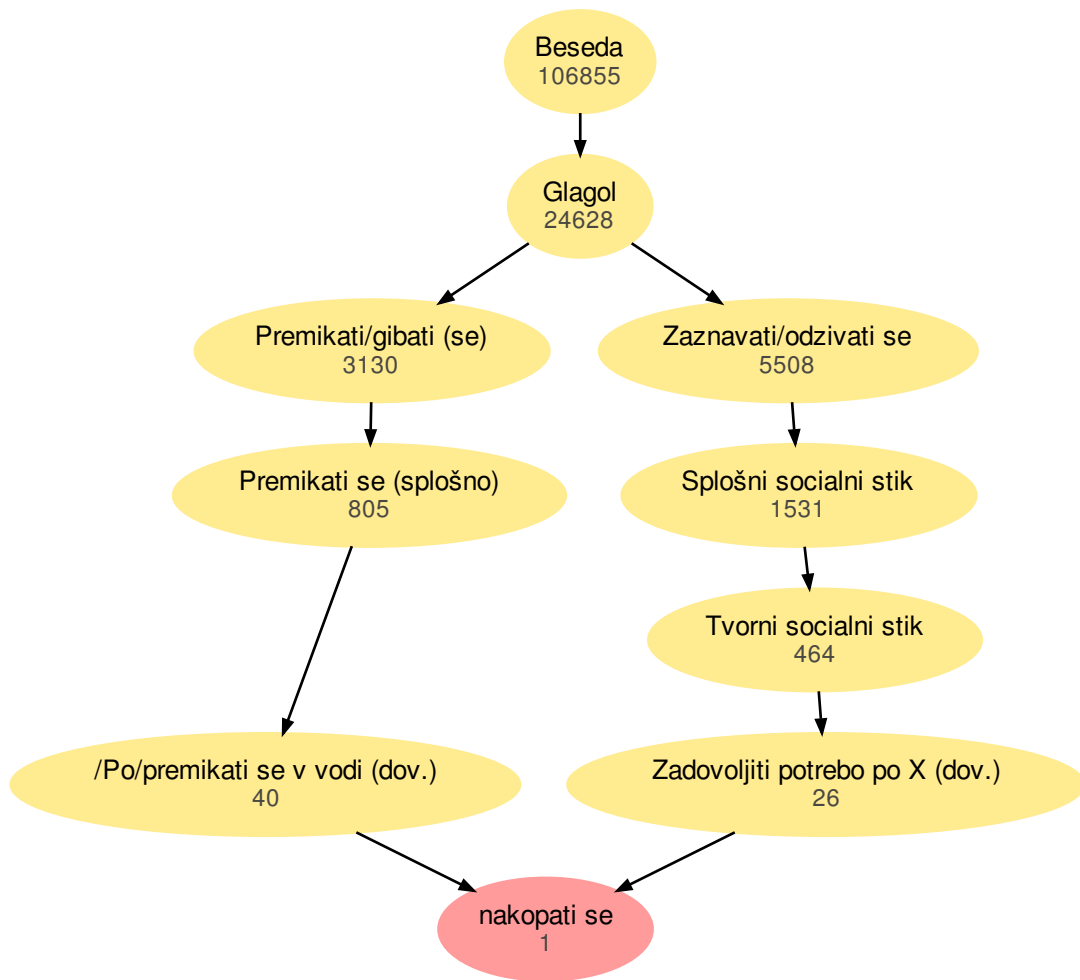 Beseda
106855
Glagol
24628
Premikati/gibati (se)
3130
Zaznavati/odzivati se
5508
Premikati se (splošno)
805
Splošni socialni stik
1531
Tvorni socialni stik
464
/Po/premikati se v vodi (dov.)
40
Zadovoljiti potrebo po X (dov.)
26
nakopati se
1